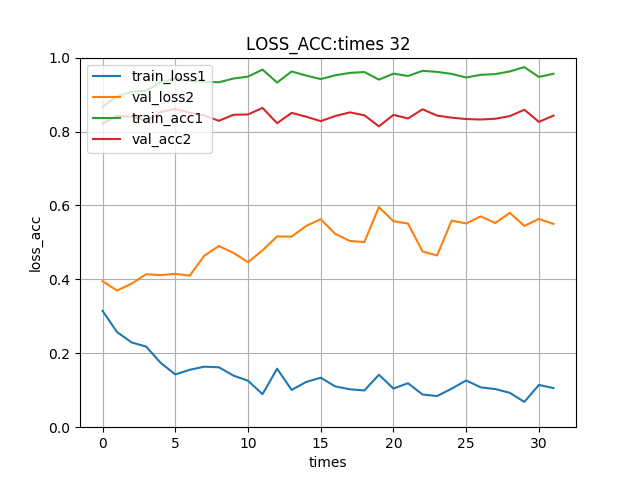 LOSS_ACC:times 32
1.0
0.8
0.6
0.4
0.2
0.0
loss_acc
train_loss1
val_loss2
train_acc1
val_acc2
0 5 10 15 20 25 30
times